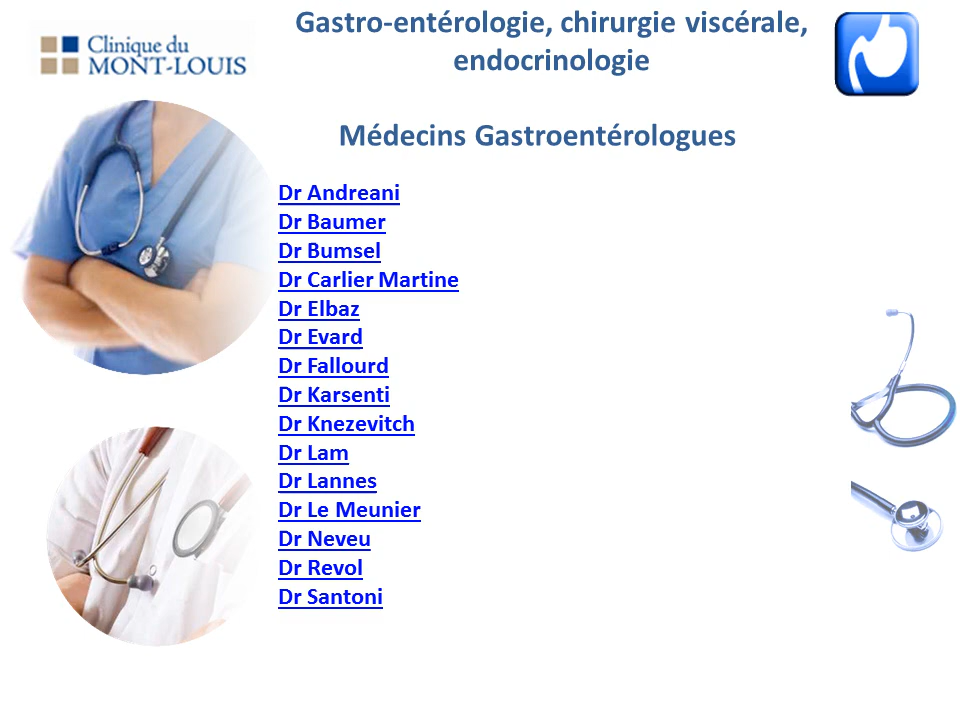 Clinique du
MONT-LOUIS
Gastro-entérologie, chirurgie viscérale,
endocrinologie
Médecins Gastroentérologues
Dr Andreani
Dr Baumer
Dr Bumsel
Dr Carlier Martine
Dr Elbaz
Dr Evard
Dr Fallourd
Dr Karsenti
Dr Knezevitch
Dr Lam
Dr Lannes
Dr Le Meunier
Dr Neveu
Dr Revol
Dr Santoni